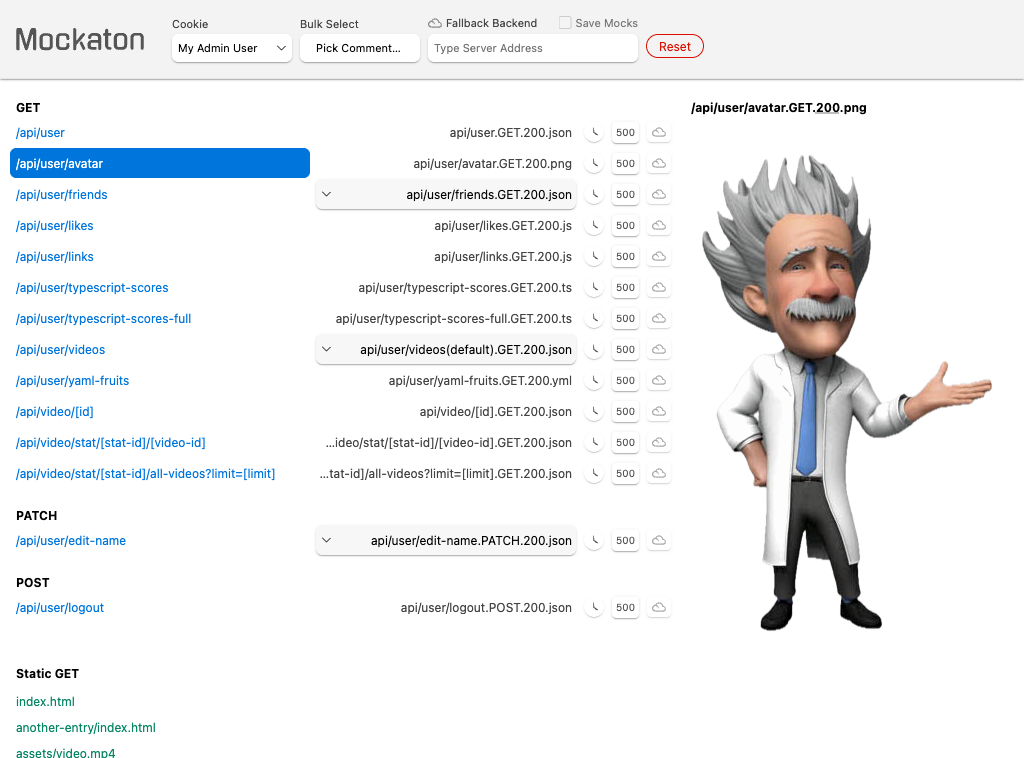 Mockaton
Cookie
My Admin User
Bulk Select
Pick Comment...
Fallback Backend
Save Mocks
Type Server Address
Reset
GET
/api/user api/user.GET.200.json 500
/api/user/avatar api/user/avatar.GET.200.png 500
/api/user/friends api/user/friends.GET.200.json 500
/api/user/likes api/user/likes.GET.200.js 500
/api/user/links api/user/links.GET.200.js 500
/api/user/typescript-scores api/user/typescript-scores.GET.200.ts 500
/api/user/typescript-scores-full api/user/typescript-scores-full.GET.200.ts 500
/api/user/videos api/user/videos(default).GET.200.json 500
/api/user/yaml-fruits api/user/yaml-fruits.GET.200.yml 500
/api/video/[id] api/video/[id].GET.200.json 500
/api/video/stat/[stat-id]/[video-id] ...ideo/stat/[stat-id]/[video-id].GET.200.json 500
/api/video/stat/[stat-id]/all-videos?limit=[limit] ...tat-id]/all-videos?limit=[limit].GET.200.json 500
PATCH
/api/user/edit-name api/user/edit-name.PATCH.200.json 500
POST
/api/user/logout api/user/logout.POST.200.json 500
Static GET
index.html
another-entry/index.html
assets/video.mp4
/api/user/avatar.GET.200.png